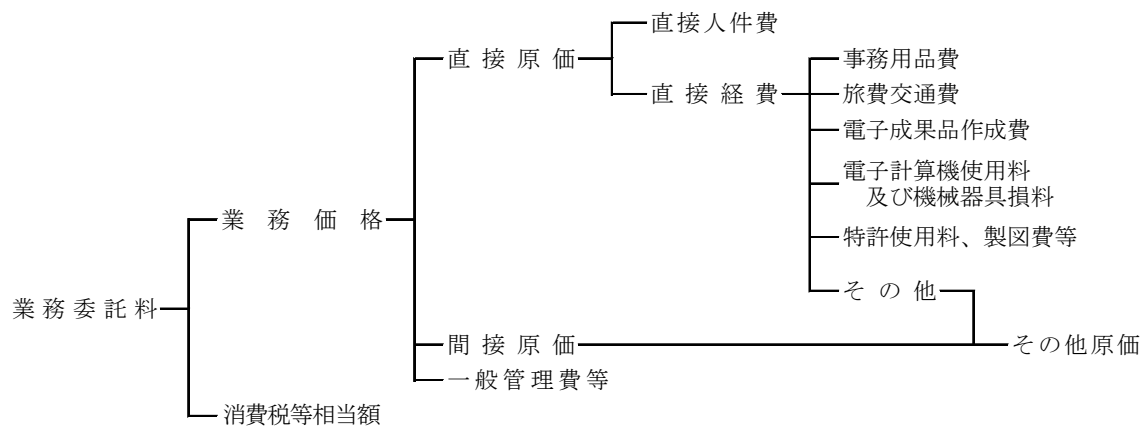 直接人件費
直接原価
事務用品費
直接経費
旅費交通費
電子成果品作成費
電子計算機使用料
及び機械器具損料
業務価格
特許使用料、製図費等
その他
業務委託料
間接原価
その他原価
一般管理費等
消費税等相当額